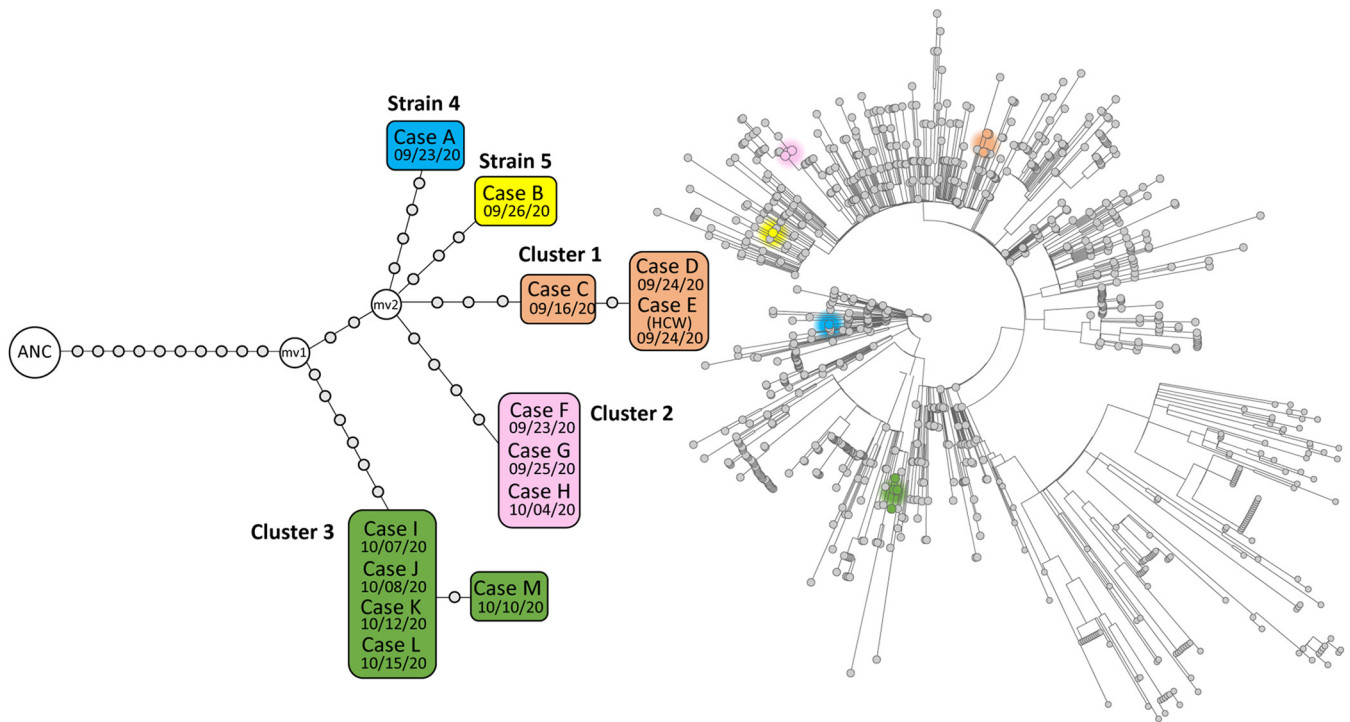 Strain 4
Case A
09/23/20
Strain 5
Case B
09/26/20
Cluster 1
Case C
09/16/20
Case D
09/24/20
Case E
(HCW)
09/24/20
ANC
mv1
mv2
Case F
09/23/20
Case G
09/25/20
Case H
10/04/20
Cluster 2
Cluster 3
Case I
10/07/20
Case J
10/08/20
Case K
10/12/20
Case L
10/15/20
Case M
10/10/20